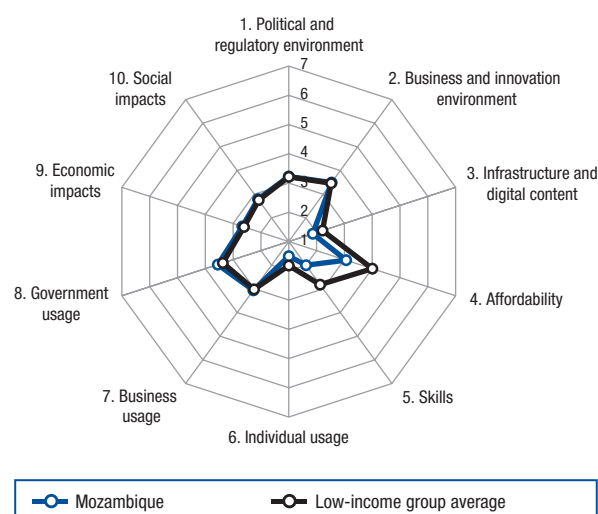 1. Political and
regulatory environment
2. Business and innovation
environment
3. Infrastructure and
digital content
4. Affordability
5. Skills
6. Individual usage
7. Business
usage
8. Government
usage
9. Economic
impacts
10. Social
impacts
7
6
5
4
3
2
1
Mozambique
Low-income group average